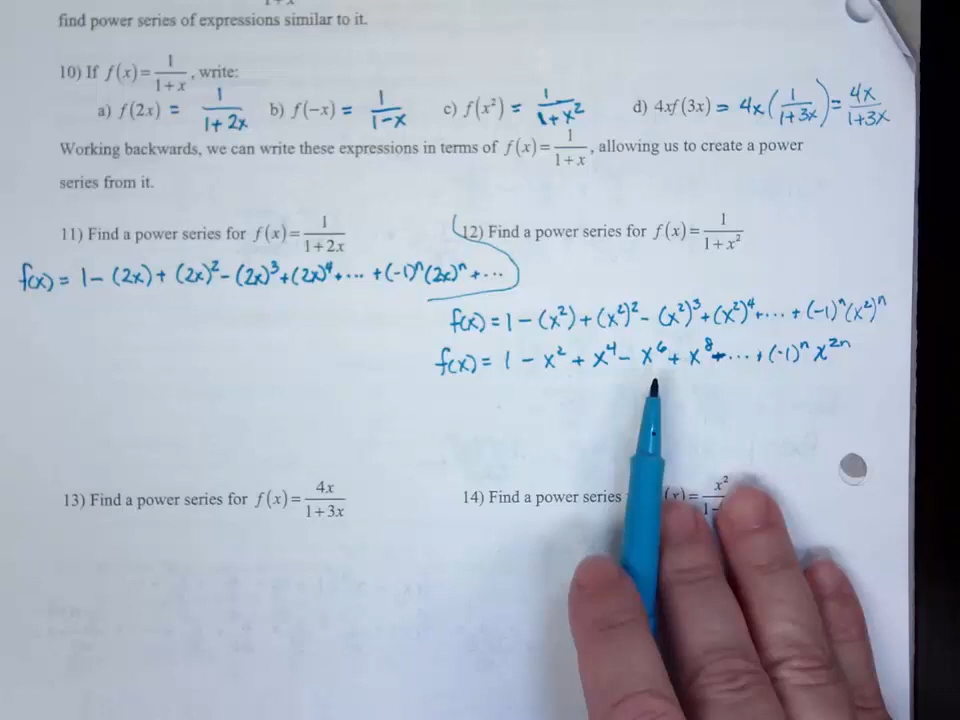 find power series of expressions similar to it.
10) If f(x) = 1/(1+x), write:
a) f(2x) = 1/(1+2x) b) f(-x) = 1/(1-x) c) f(x²) = 1/(1+x²) d) 4xf(3x) = 4x(1/(1+3x)) = 4x/(1+3x)
Working backwards, we can write these expressions in terms of f(x) = 1/(1+x), allowing us to create a power
series from it.
11) Find a power series for f(x) = 1/(1+2x)
f(x) = 1 - (2x) + (2x)² - (2x)³ + (2x)⁴ + ... + (-1)ⁿ(2x)ⁿ + ...
12) Find a power series for f(x) = 1/(1+x²)
f(x) = 1 - (x²) + (x²)² - (x²)³ + (x²)⁴ + ... + (-1)ⁿ(x²)ⁿ
f(x) = 1 - x² + x⁴ - x⁶ + x⁸ + ... + (-1)ⁿ x²ⁿ
13) Find a power series for f(x) = 4x/(1+3x)
14) Find a power series